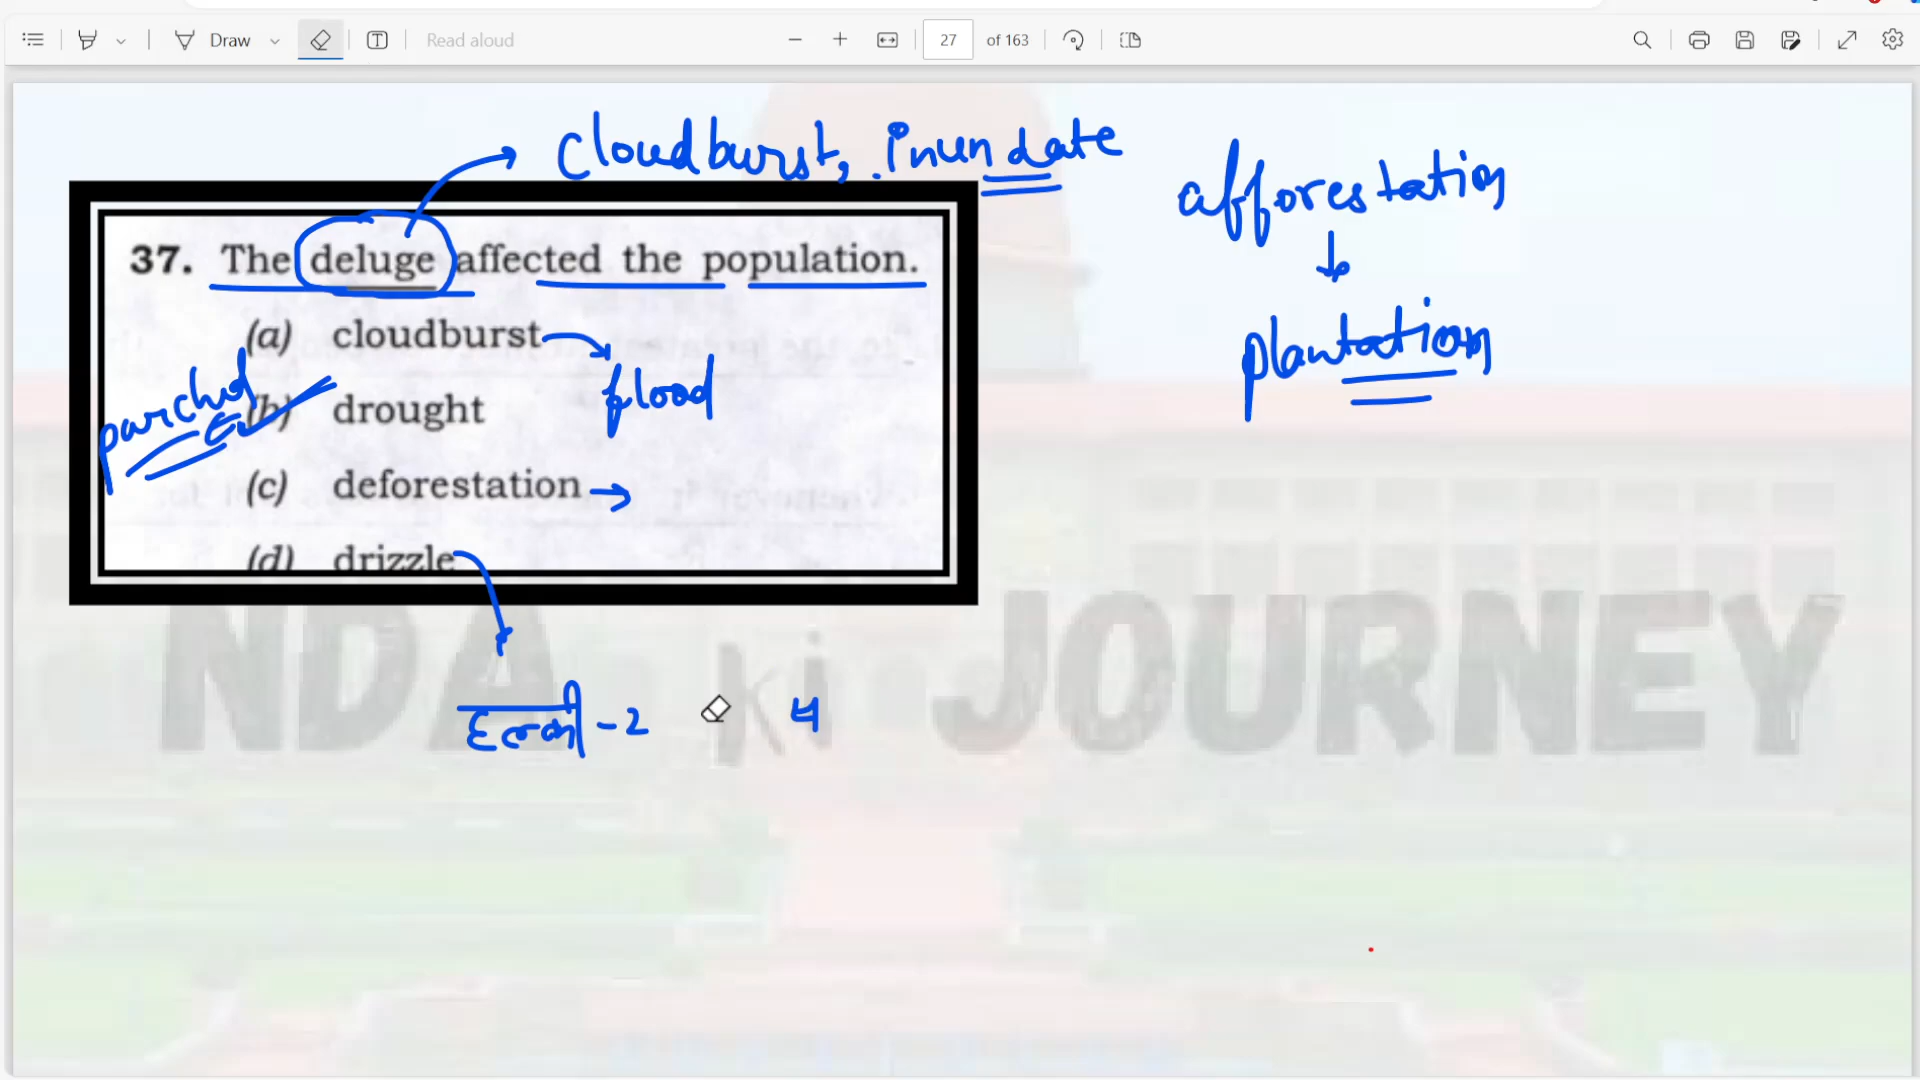 Draw
Read aloud
27 of 163
cloudburst, inundate
afforestation
plantation
37. The deluge affected the population.
(a) cloudburst
flood
parched
(b) drought
(c) deforestation
(d) drizzle
-2 4
NDA ki JOURNEY